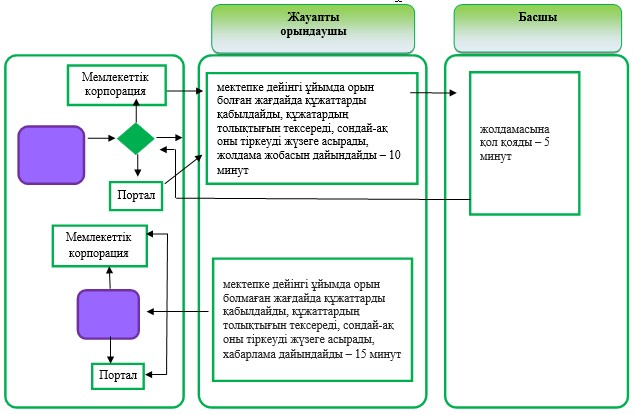 Жауапты
орындаушы
Басшы
Мемлекеттік
корпорация
мектепке дейінгі ұйымда орын
болған жағдайда құжаттарды
қабылдайды, құжатардың
толықтығын тексереді, сондай-ақ
оны тіркеуді жүзеге асырады,
жолдама жобасын дайындайды – 10
минут
жолдамасына
қол қояды – 5
минут
Портал
Мемлекеттік
корпорация
мектепке дейінгі ұйымда орын
болмаған жағдайда құжаттарды
қабылдайды, құжаттардың
толықтығын тексереді, сондай-ақ
оны тіркеуді жүзеге асырады,
хабарлама дайындайды – 15 минут
Портал